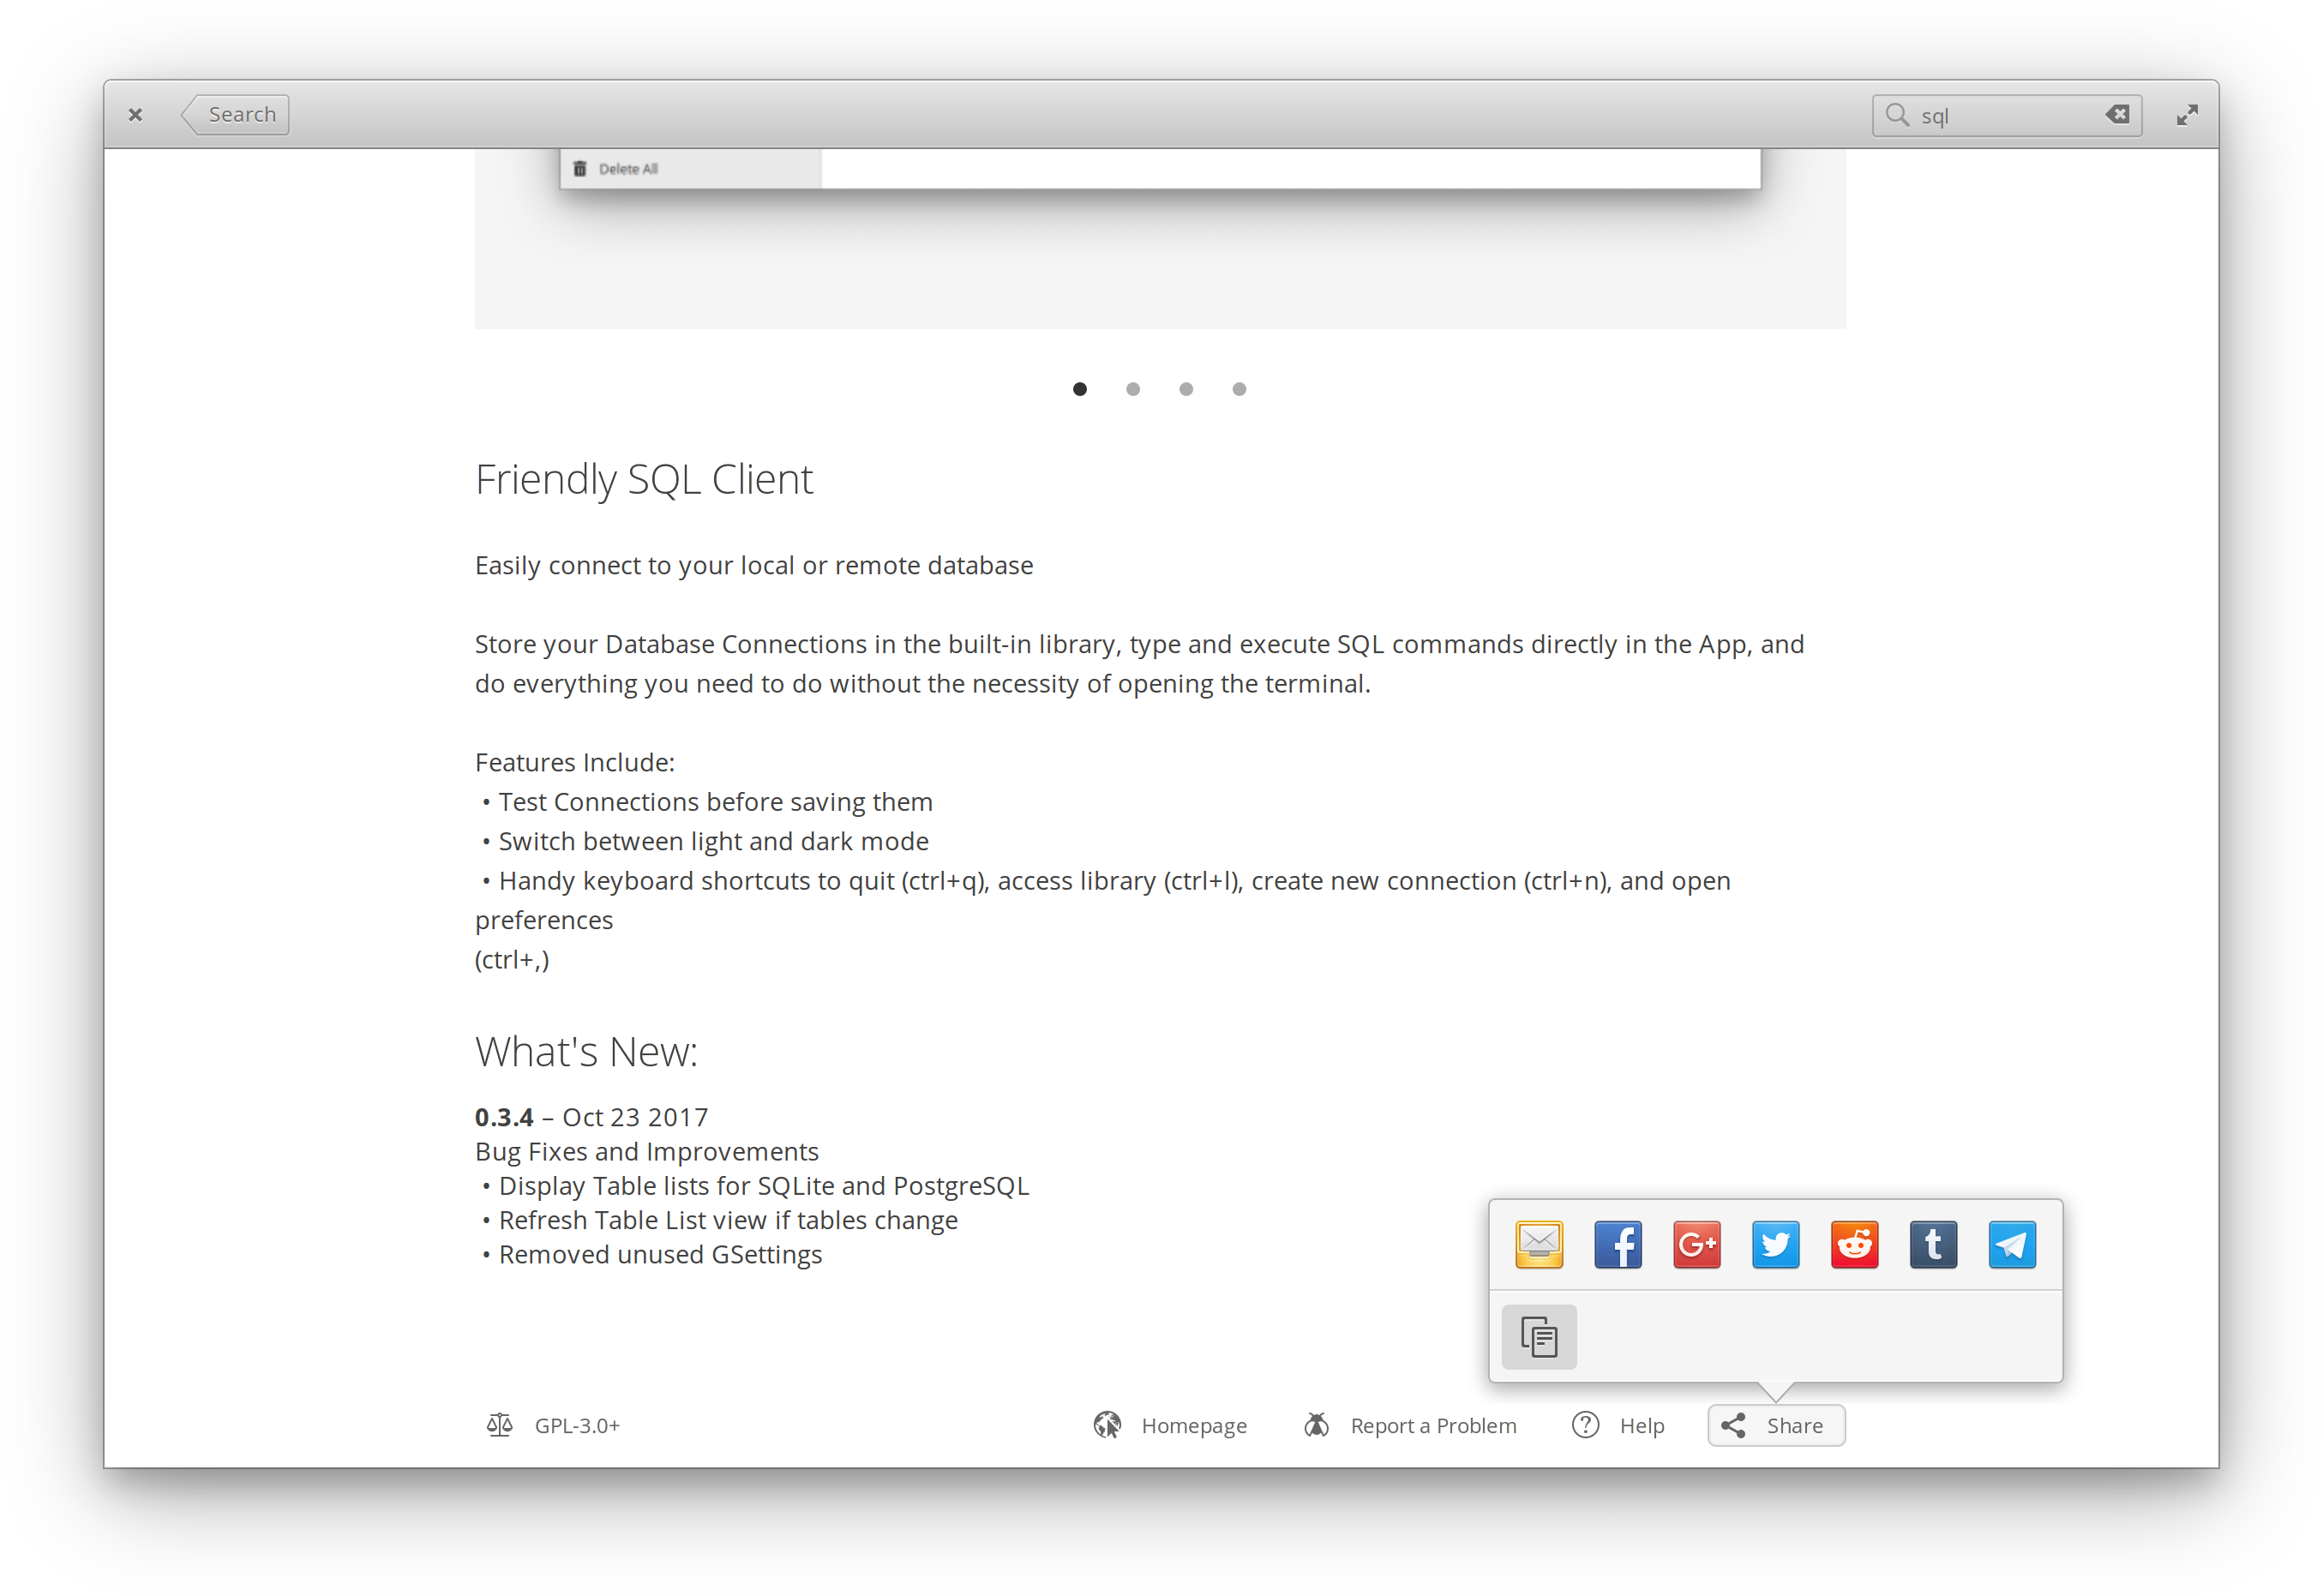 Search
sql
Delete All
Friendly SQL Client
Easily connect to your local or remote database
Store your Database Connections in the built-in library, type and execute SQL commands directly in the App, and
do everything you need to do without the necessity of opening the terminal.
Features Include:
• Test Connections before saving them
• Switch between light and dark mode
• Handy keyboard shortcuts to quit (ctrl+q), access library (ctrl+l), create new connection (ctrl+n), and open
preferences
(ctrl+,)
What's New:
0.3.4 – Oct 23 2017
Bug Fixes and Improvements
• Display Table lists for SQLite and PostgreSQL
• Refresh Table List view if tables change
• Removed unused GSettings
f G+ t
GPL-3.0+ Homepage Report a Problem ? Help Share